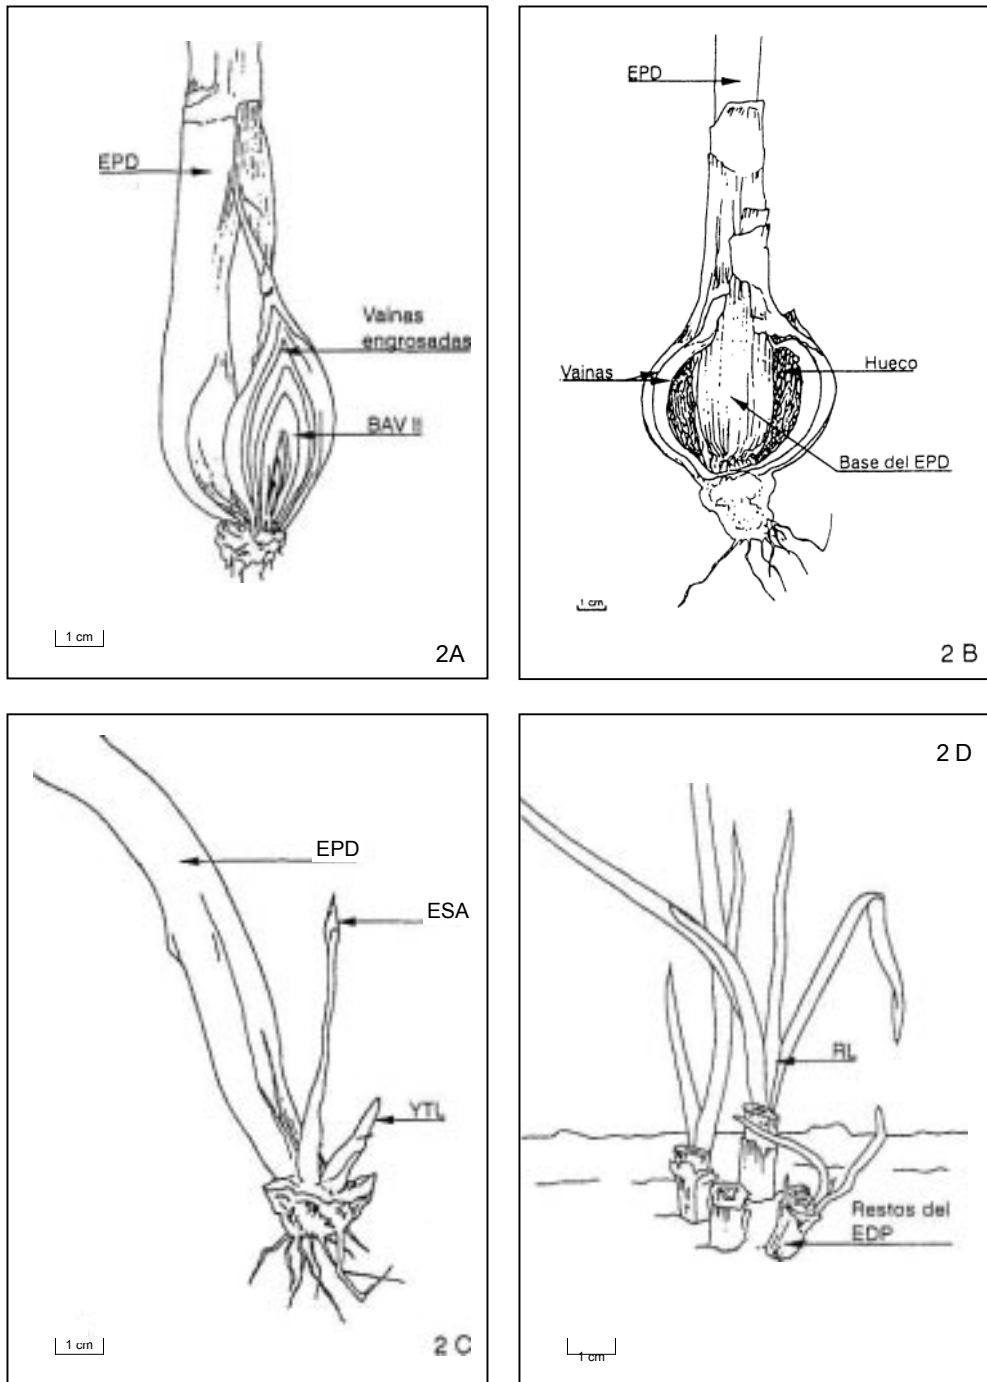 EPD
Vainas
engrosadas
BAV II
1 cm
2A
EPD
Vainas
Hueco
Base del EPD
1 cm
2 B
EPD
ESA
YTL
1 cm
2 C
2 D
RL
Restos del
EDP
1 cm